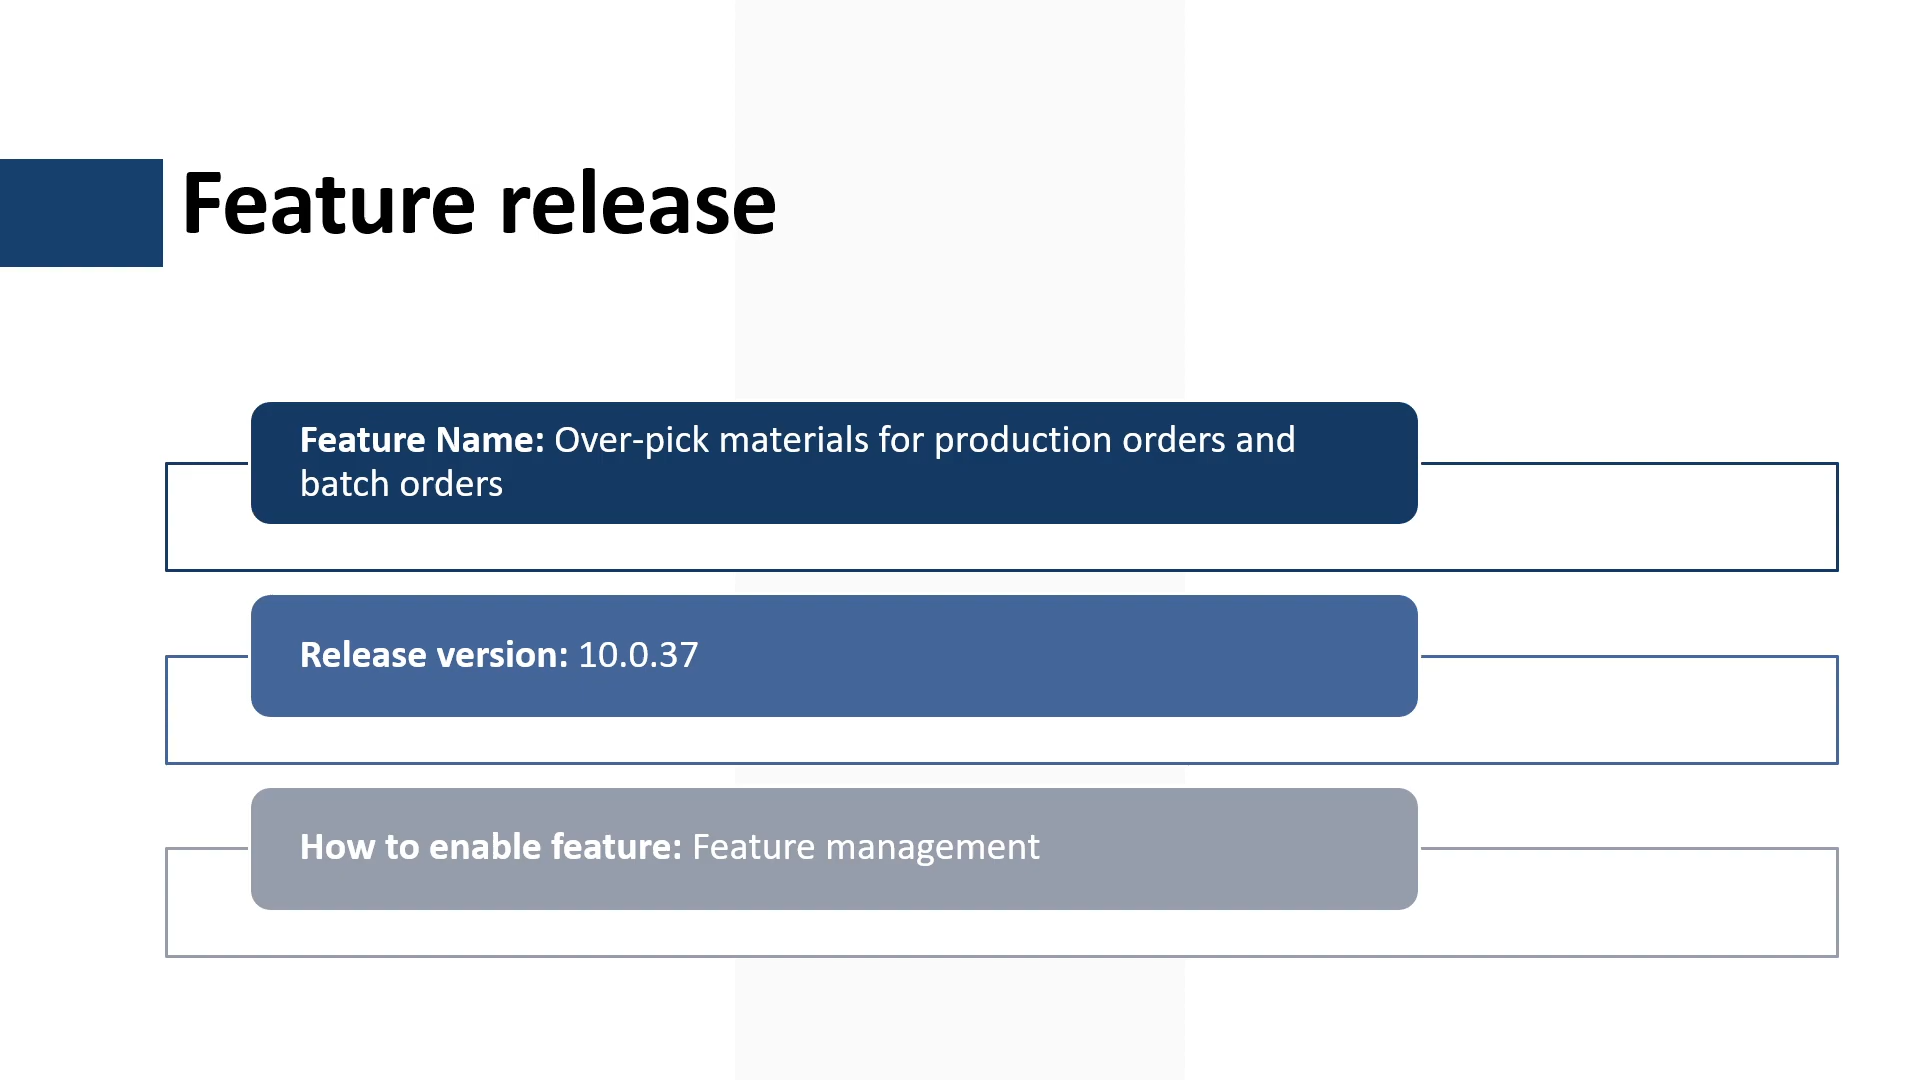 Feature release
Feature Name: Over-pick materials for production orders and
batch orders
Release version: 10.0.37
How to enable feature: Feature management